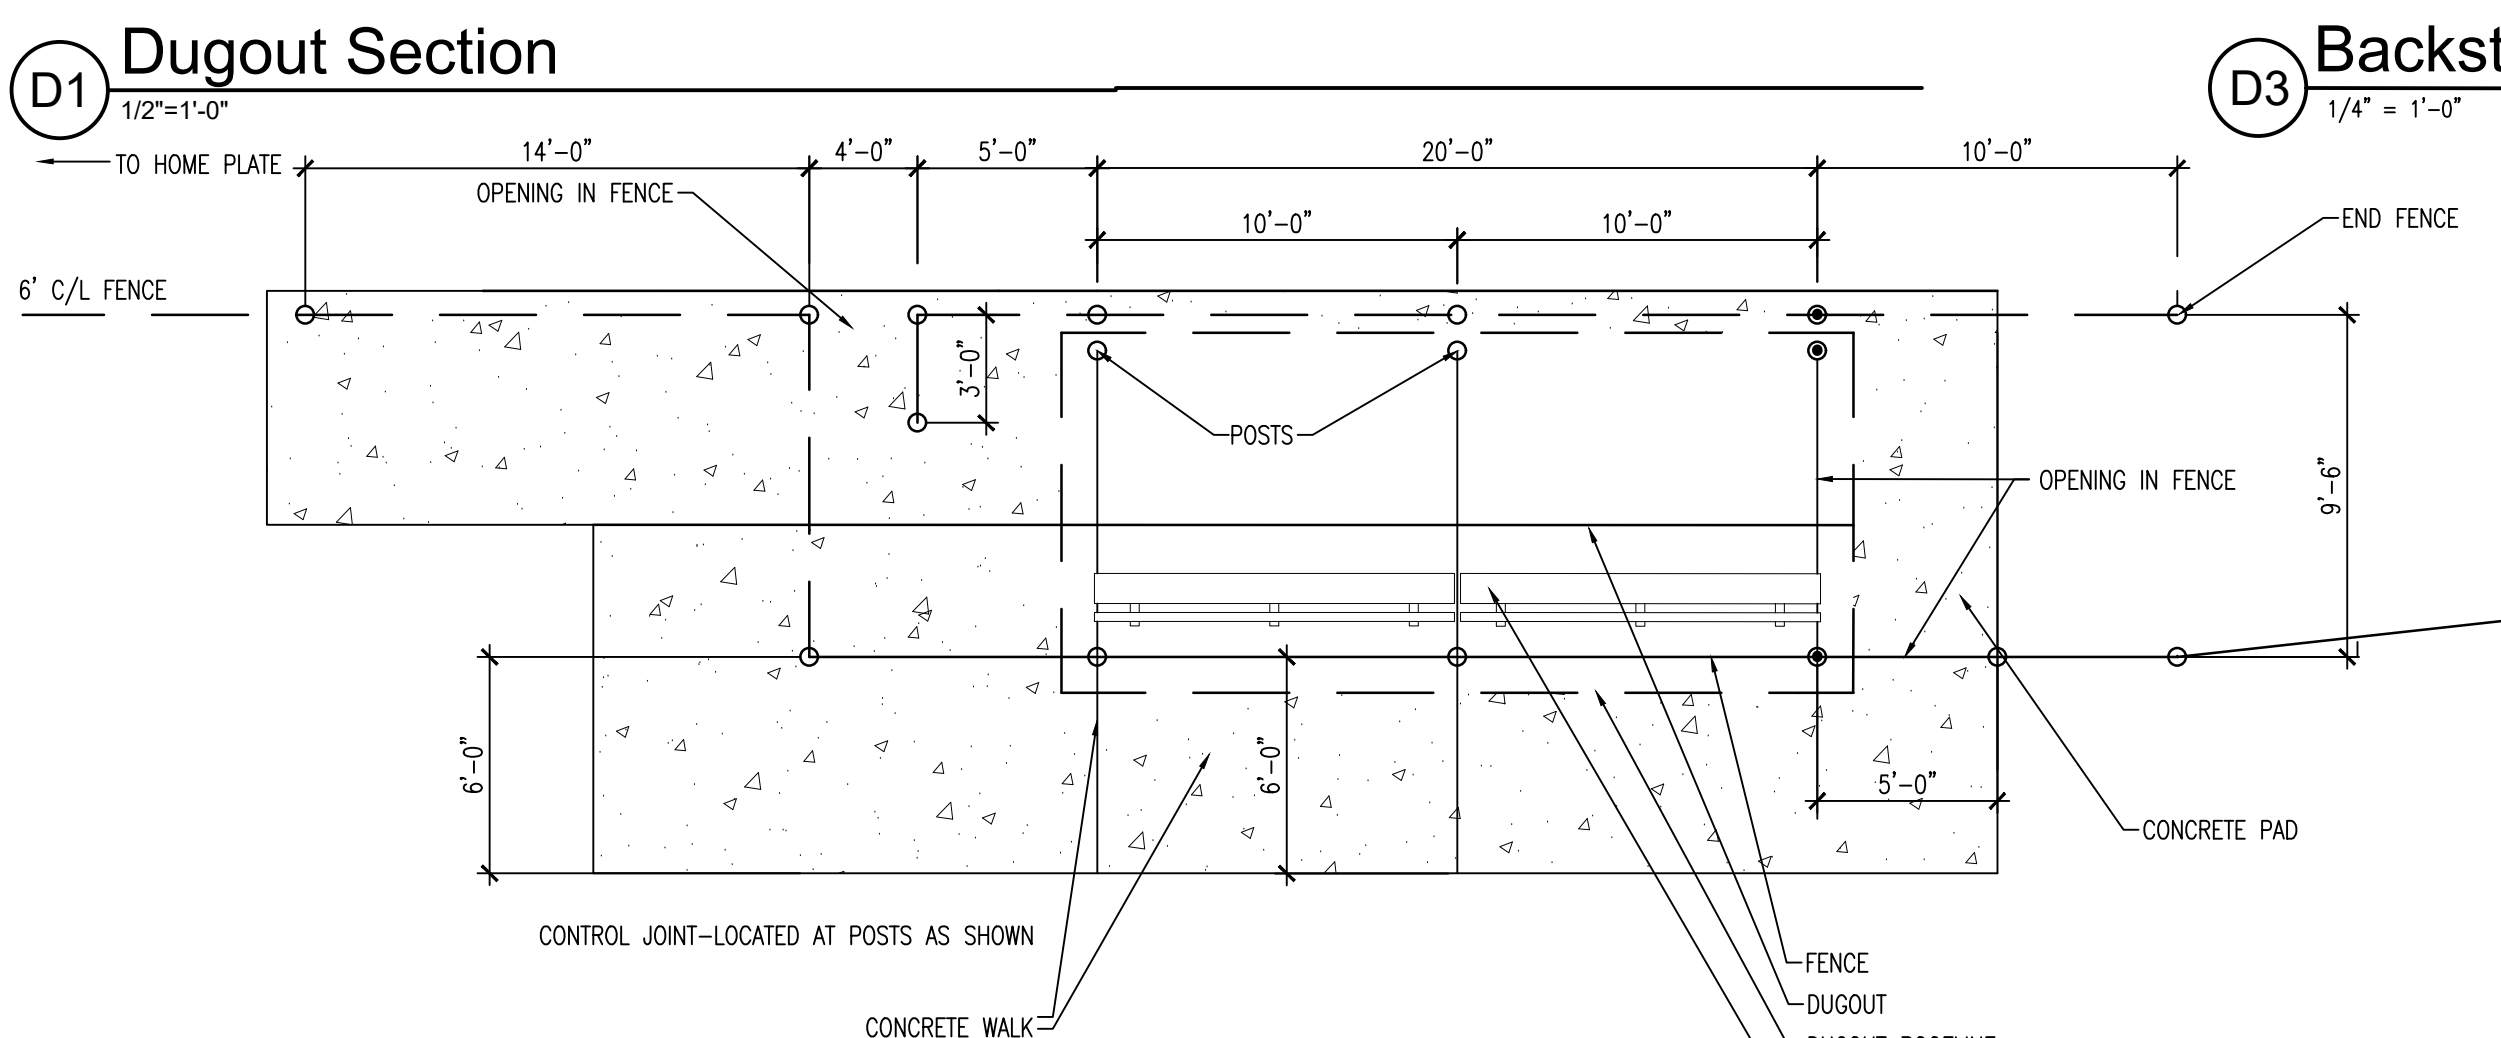 D1
Dugout Section
1/2"=1'-0"
D3
Backst
1/4" = 1'-0"
TO HOME PLATE
14'-0"
4'-0"
5'-0"
20'-0"
10'-0"
OPENING IN FENCE
10'-0"
10'-0"
END FENCE
6' C/L FENCE
3'-0"
POSTS
OPENING IN FENCE
9'-6"
6'-0"
6'-0"
5'-0"
CONCRETE PAD
CONTROL JOINT-LOCATED AT POSTS AS SHOWN
FENCE
DUGOUT
CONCRETE WALK